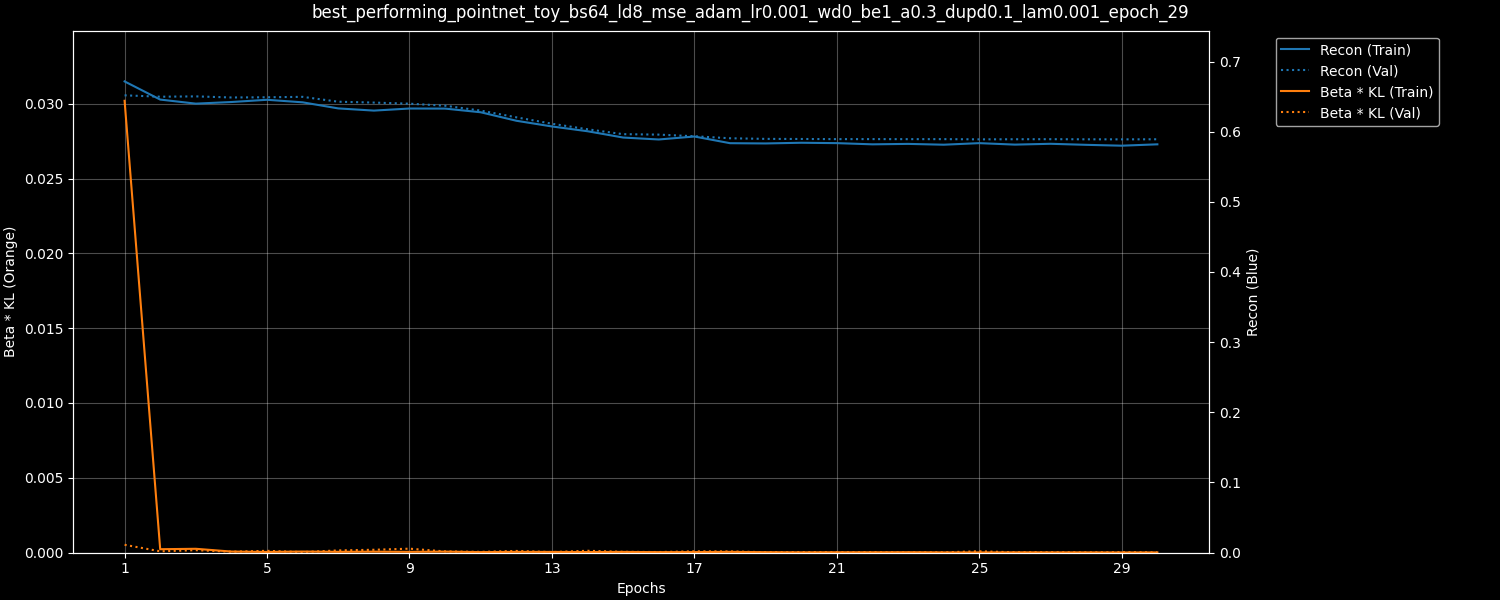 best_performing_pointnet_toy_bs64_ld8_mse_adam_lr0.001_wd0_be1_a0.3_dupd0.1_lam0.001_epoch_29
Beta * KL (Orange)
0.030
0.025
0.020
0.015
0.010
0.005
0.000
1 5 9 13 17 21 25 29
Epochs
0.7
0.6
0.5
0.4
0.3
0.2
0.1
0.0
Recon (Blue)
Recon (Train)
Recon (Val)
Beta * KL (Train)
Beta * KL (Val)